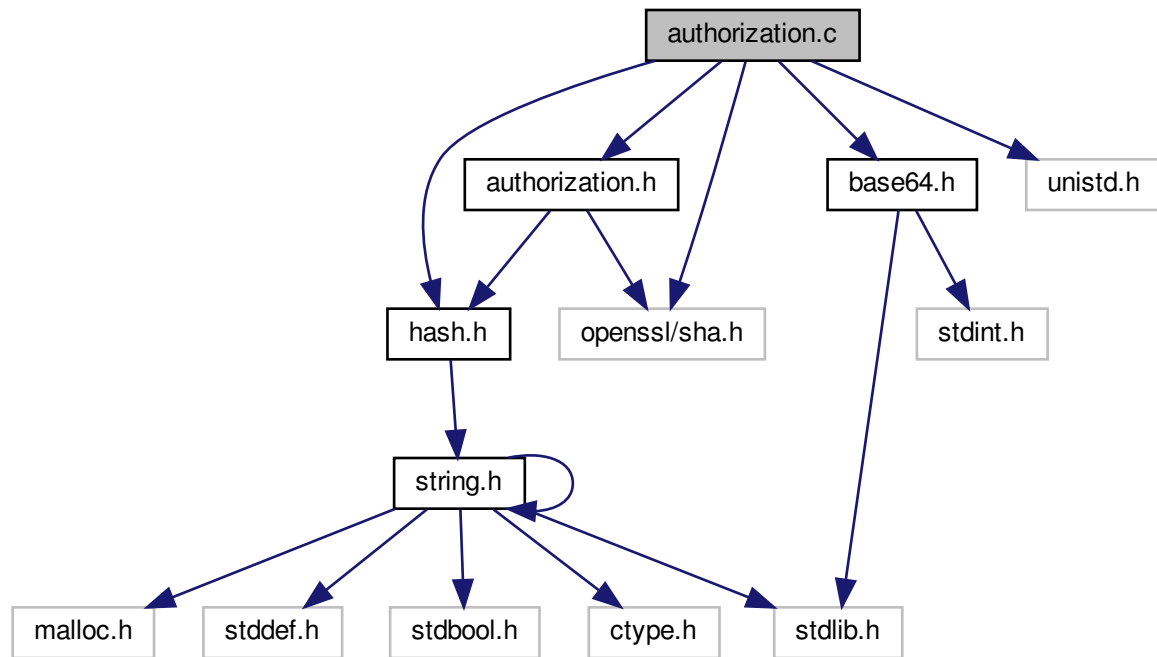 authorization.c
authorization.h
base64.h
unistd.h
hash.h
openssl/sha.h
stdint.h
string.h
malloc.h
stddef.h
stdbool.h
ctype.h
stdlib.h